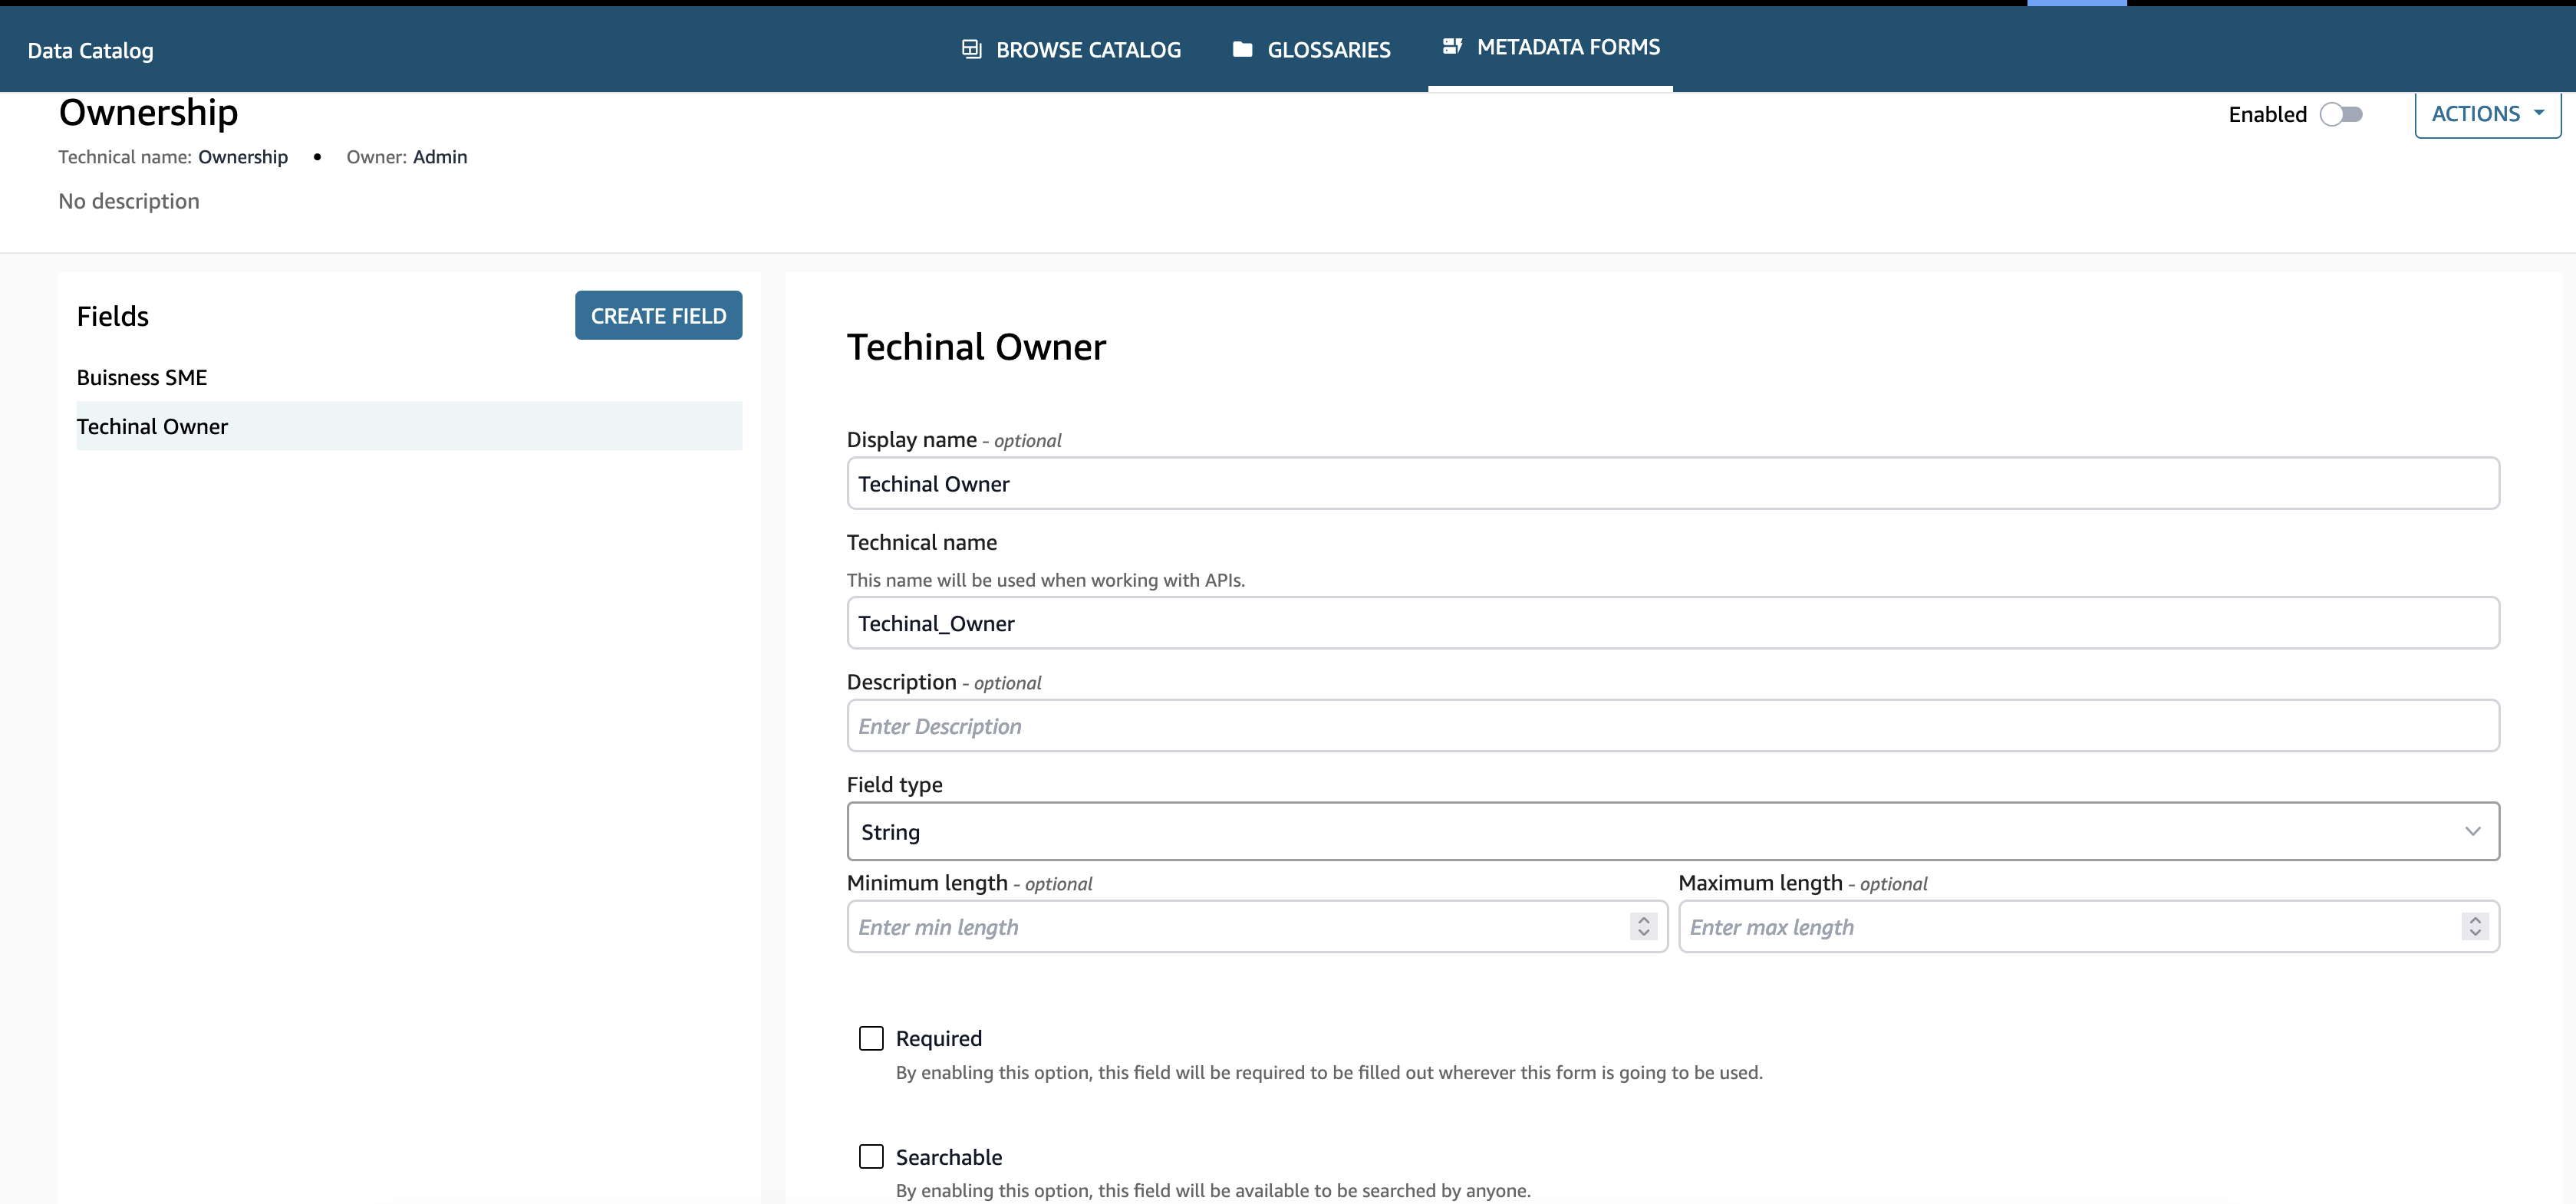 Data Catalog
BROWSE CATALOG
GLOSSARIES
METADATA FORMS
Ownership
Enabled
ACTIONS
Technical name: Ownership • Owner: Admin
No description
Fields
CREATE FIELD
Buisness SME
Techinal Owner
Techinal Owner
Display name - optional
Techinal Owner
Technical name
This name will be used when working with APIs.
Techinal_Owner
Description - optional
Enter Description
Field type
String
Minimum length - optional
Maximum length - optional
Enter min length
Enter max length
Required
By enabling this option, this field will be required to be filled out wherever this form is going to be used.
Searchable
By enabling this option, this field will be available to be searched by anyone.